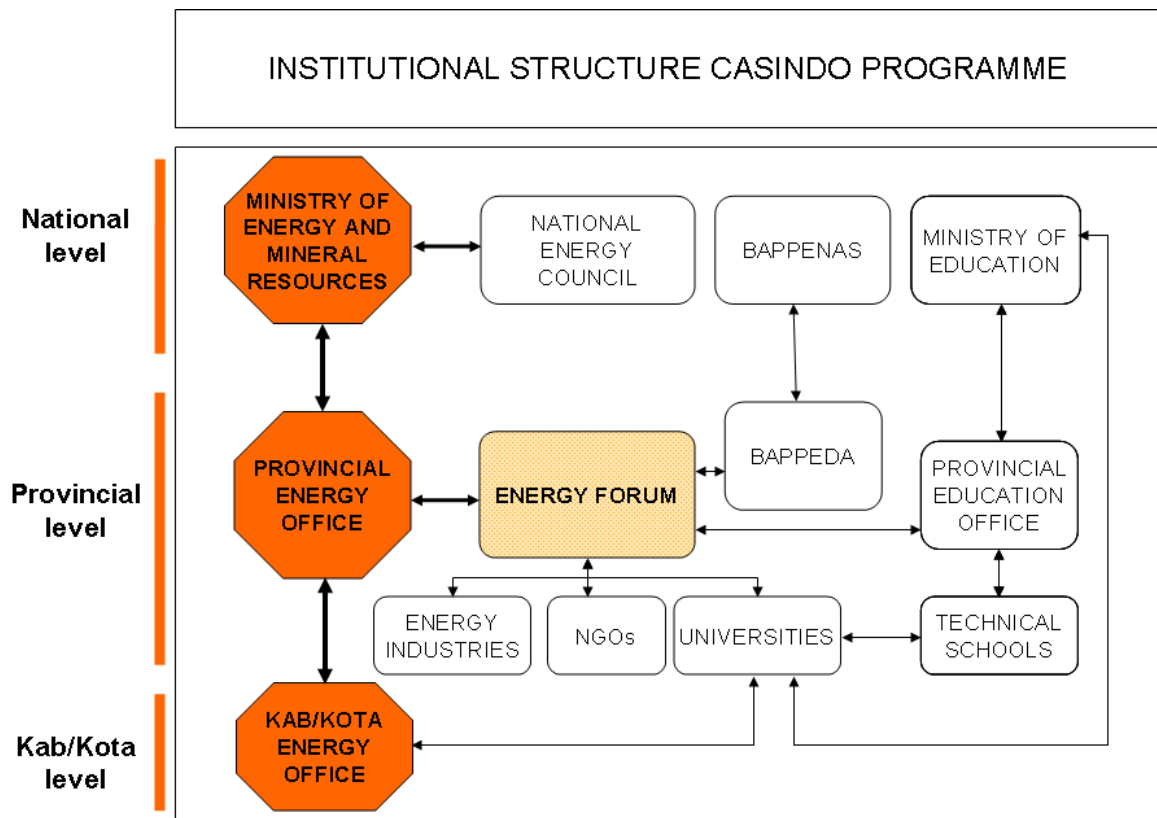 INSTITUTIONAL STRUCTURE CASINDO PROGRAMME
National
level
MINISTRY OF
ENERGY AND
MINERAL
RESOURCES
NATIONAL
ENERGY
COUNCIL
BAPPENAS
MINISTRY OF
EDUCATION
Provincial
level
PROVINCIAL
ENERGY
OFFICE
ENERGY FORUM
BAPPEDA
PROVINCIAL
EDUCATION
OFFICE
ENERGY
INDUSTRIES
NGOs
UNIVERSITIES
TECHNICAL
SCHOOLS
Kab/Kota
level
KAB/KOTA
ENERGY
OFFICE